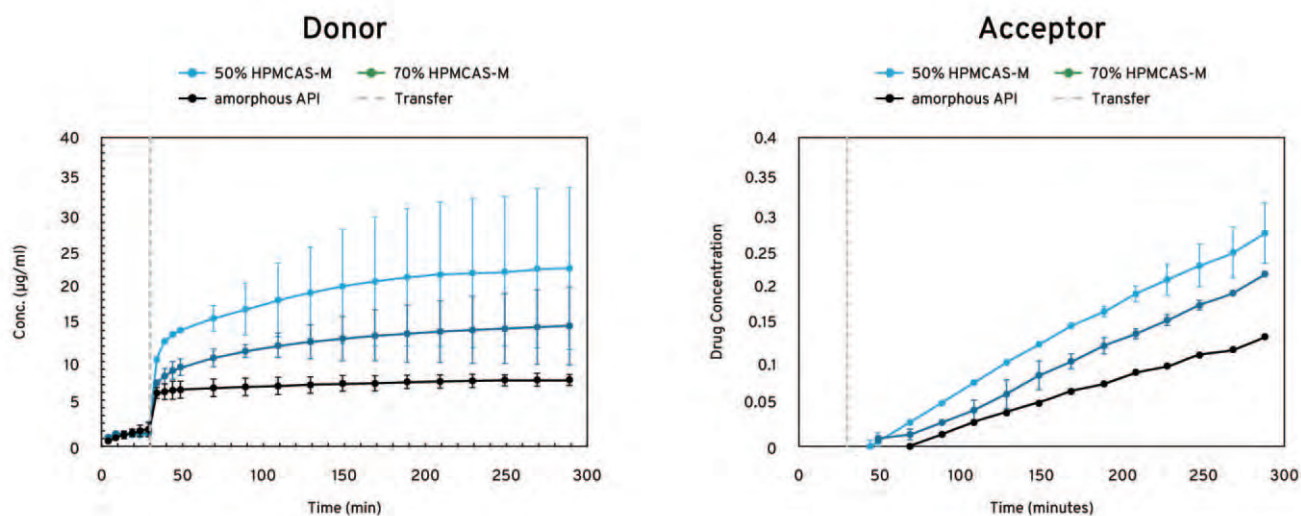 Donor
50% HPMCAS-M 70% HPMCAS-M
amorphous API Transfer
40
35
30
25
20
15
10
5
0
Conc. (µg/ml)
0 50 100 150 200 250 300
Time (min)
Acceptor
50% HPMCAS-M 70% HPMCAS-M
amorphous API Transfer
0.4
0.35
0.3
0.25
0.2
0.15
0.1
0.05
0
Drug Concentration
0 50 100 150 200 250 300
Time (minutes)